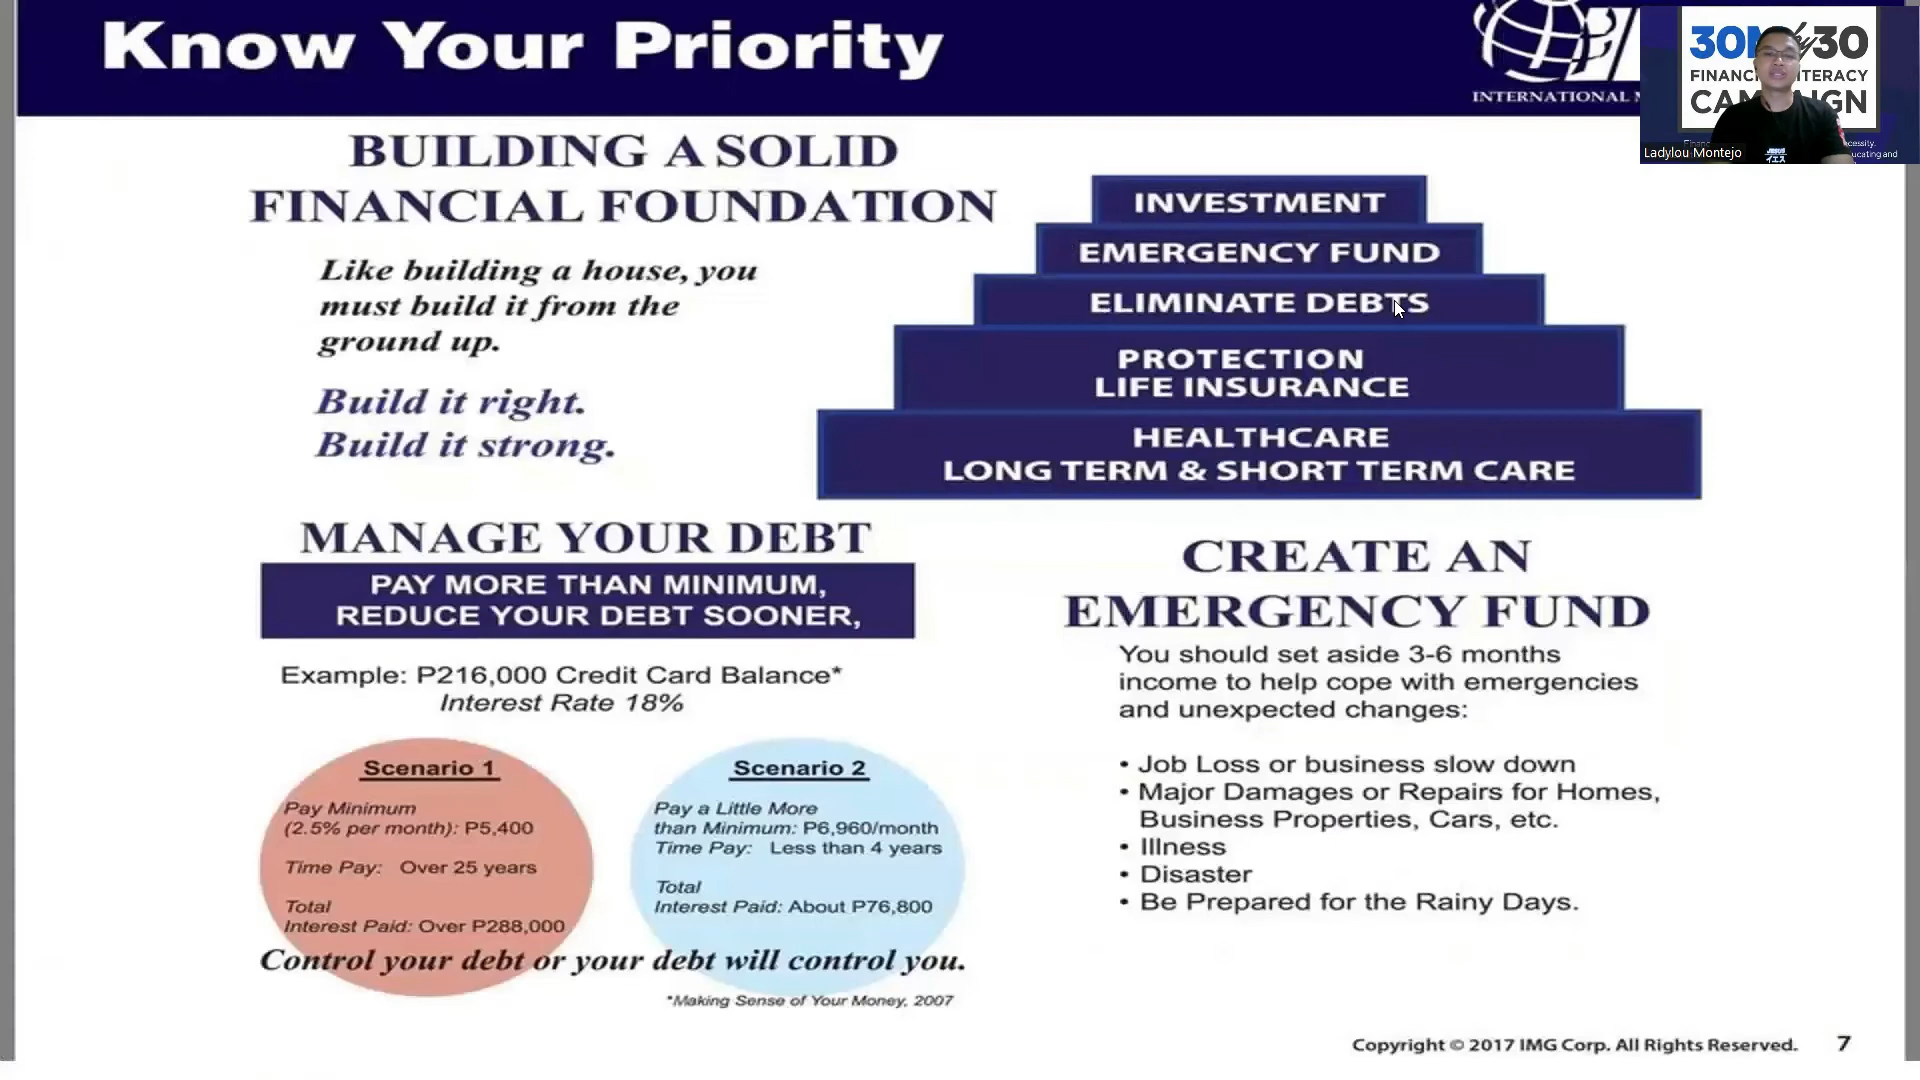 Know Your Priority
INTERNATIONAL
30 30
FINANC ITERACY
CA IGN
Ladylou Montejo
cessity.
ucating and
JESUS
イエス
BUILDING A SOLID
FINANCIAL FOUNDATION
Like building a house, you
must build it from the
ground up.
Build it right.
Build it strong.
INVESTMENT
EMERGENCY FUND
ELIMINATE DEBTS
PROTECTION
LIFE INSURANCE
HEALTHCARE
LONG TERM & SHORT TERM CARE
MANAGE YOUR DEBT
PAY MORE THAN MINIMUM,
REDUCE YOUR DEBT SOONER,
Example: P216,000 Credit Card Balance*
Interest Rate 18%
Scenario 1
Pay Minimum
(2.5% per month): P5,400
Time Pay: Over 25 years
Total
Interest Paid: Over P288,000
Scenario 2
Pay a Little More
than Minimum: P6,960/month
Time Pay: Less than 4 years
Total
Interest Paid: About P76,800
Control your debt or your debt will control you.
*Making Sense of Your Money, 2007
CREATE AN
EMERGENCY FUND
You should set aside 3-6 months
income to help cope with emergencies
and unexpected changes:
• Job Loss or business slow down
• Major Damages or Repairs for Homes,
Business Properties, Cars, etc.
• Illness
• Disaster
• Be Prepared for the Rainy Days.
Copyright © 2017 IMG Corp. All Rights Reserved. 7